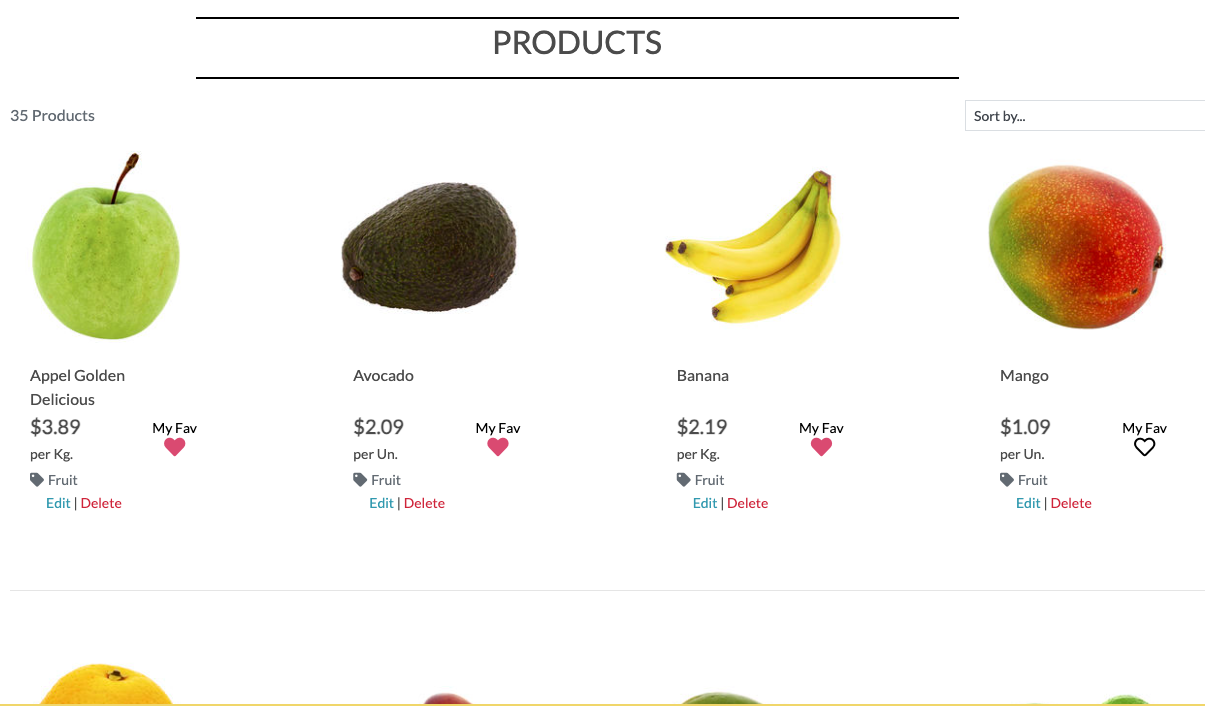 PRODUCTS
35 Products
Sort by...
Appel Golden
Delicious
$3.89
My Fav
per Kg.
Fruit
Edit | Delete
Avocado
$2.09
My Fav
per Un.
Fruit
Edit | Delete
Banana
$2.19
My Fav
per Kg.
Fruit
Edit | Delete
Mango
$1.09
My Fav
per Un.
Fruit
Edit | Delete